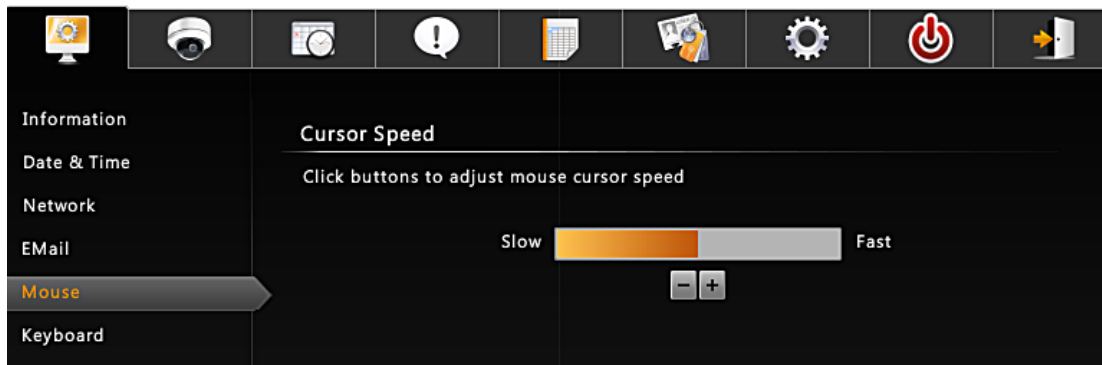 Information
Date & Time
Network
EMail
Mouse
Keyboard
Cursor Speed
Click buttons to adjust mouse cursor speed
Slow Fast
- +